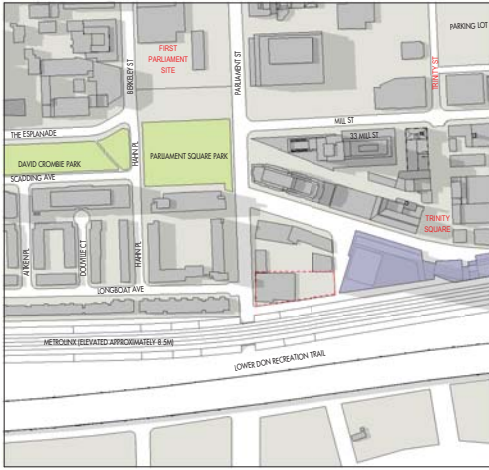 PARKING LOT
FIRST
PARLIAMENT
SITE
BERKELEY ST
PARLIAMENT ST
TRINITY ST
MILL ST
THE ESPLANADE
33 MILL ST
HAHN PL
PARLIAMENT SQUARE PARK
DAVID CROMBIE PARK
SCADDING AVE
TRINITY
SQUARE
AITKEN PL
DOUVILLE CT
HAHN PL
LONGBOAT AVE
METROLINX (ELEVATED APPROXIMATELY 8.5M)
LOWER DON RECREATION TRAIL